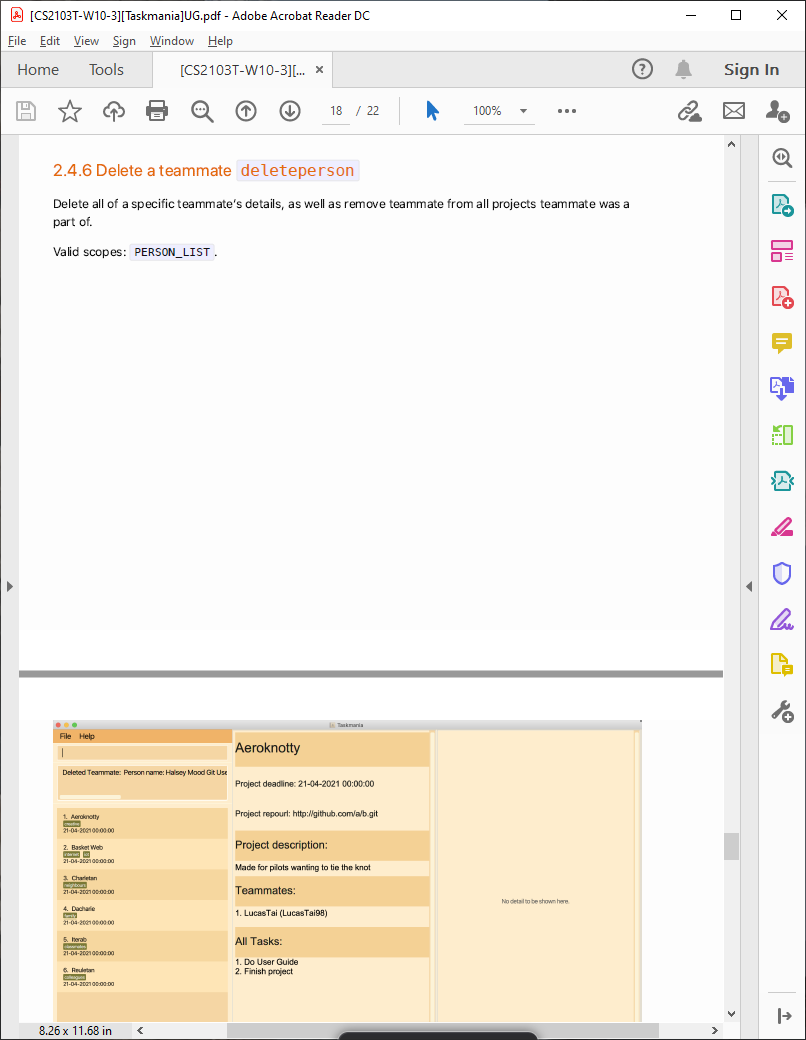 [CS2103T-W10-3][Taskmania]UG.pdf - Adobe Acrobat Reader DC
File Edit View Sign Window Help
Home Tools [CS2103T-W10-3][... × Sign In
18 / 22 100%
2.4.6 Delete a teammate deleteperson
Delete all of a specific teammate's details, as well as remove teammate from all projects teammate was a
part of.
Valid scopes: PERSON_LIST.
Taskmania
File Help
Deleted Teammate: Person name: Halsey Mood Git Use
1. Aeroknotty
21-04-2021 00:00:00
2. Basket Web
21-04-2021 00:00:00
3. Charletan
21-04-2021 00:00:00
4. Dacharie
21-04-2021 00:00:00
5. Iterab
21-04-2021 00:00:00
6. Reuletan
21-04-2021 00:00:00
Aeroknotty
Project deadline: 21-04-2021 00:00:00
Project repourl: http://github.com/a/b.git
Project description:
Made for pilots wanting to tie the knot
Teammates:
1. LucasTai (LucasTai98)
All Tasks:
1. Do User Guide
2. Finish project
No detail to be shown here.
8.26 x 11.68 in